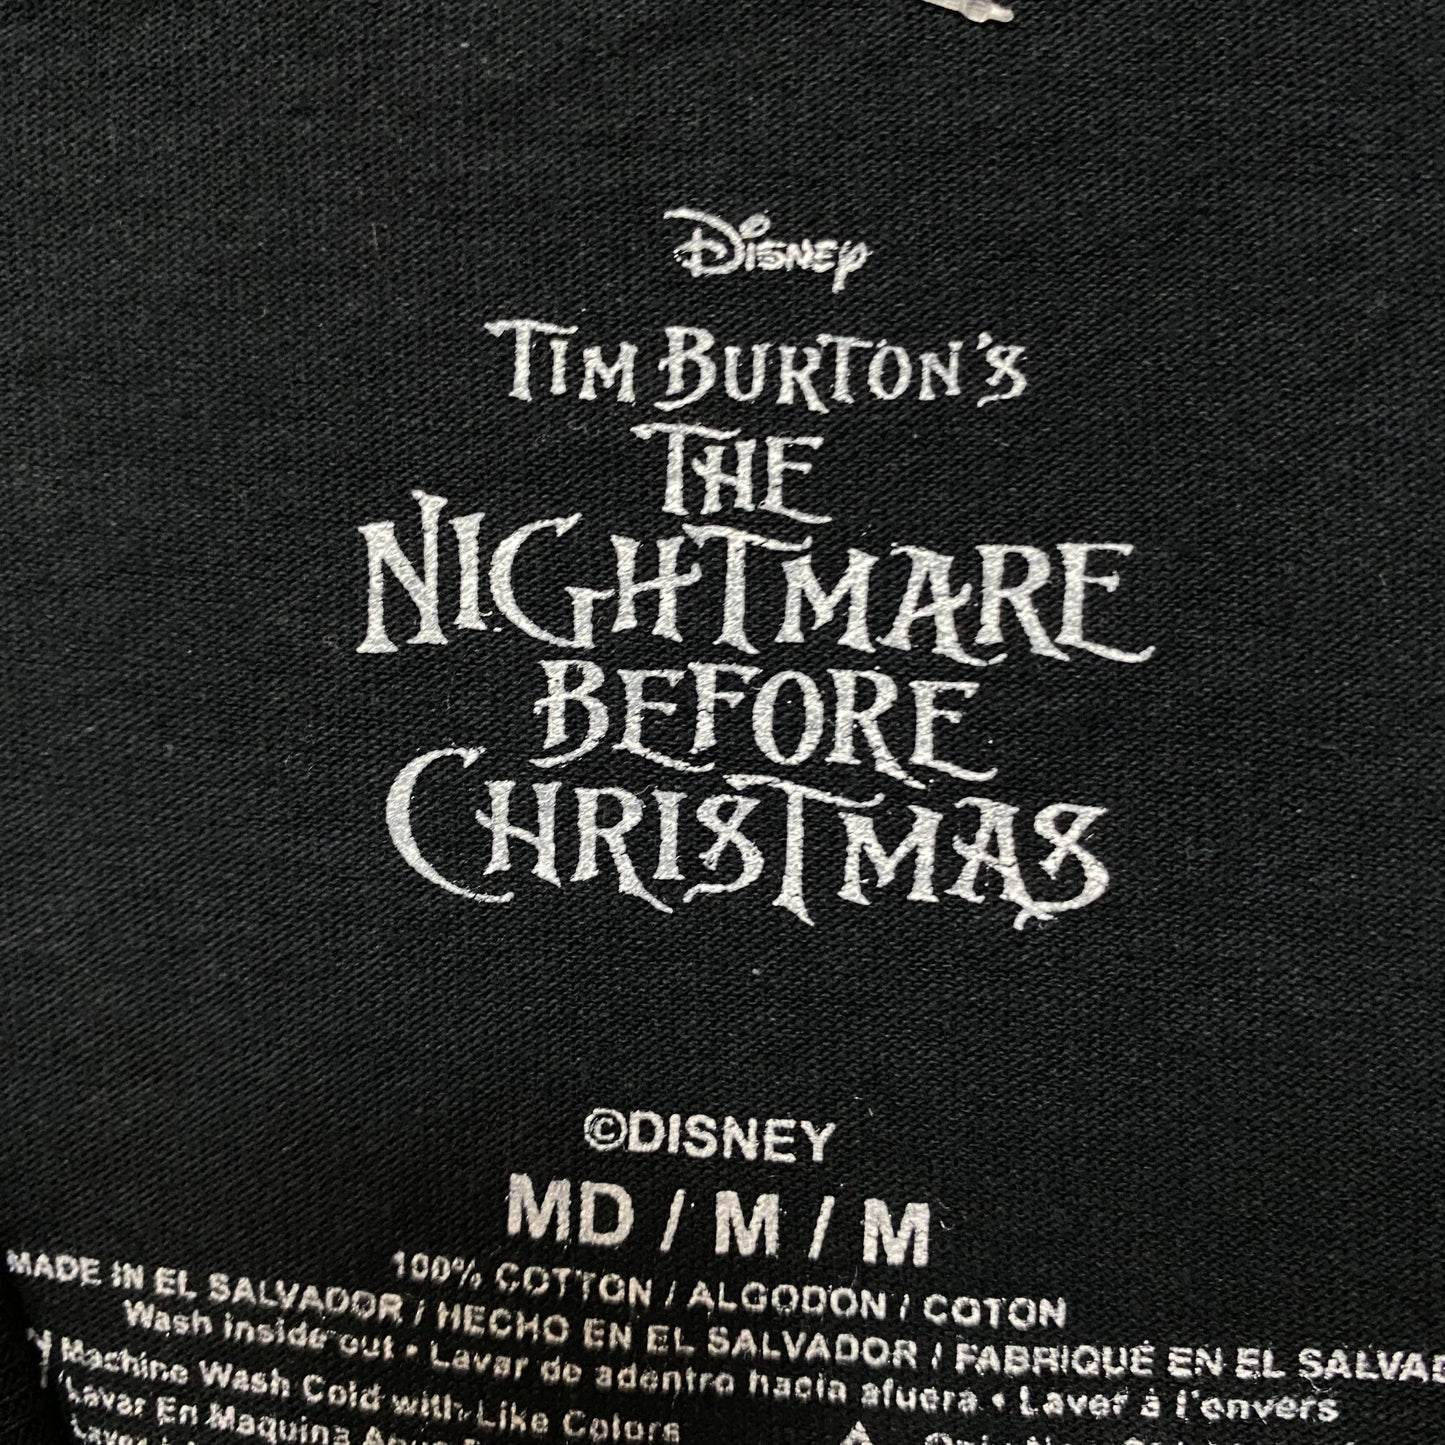 Disney
TIM BURTON'S
THE
NIGHTMARE
BEFORE
CHRISTMAS
©DISNEY
MD / M / M
100% COTTON / ALGODON / COTON
MADE IN EL SALVADOR / HECHO EN EL SALVADOR / FABRIQUÉ EN EL SALVAD
Wash inside out • Lavar de adentro hacia afuera • Laver à l'envers
Machine Wash Cold with Like Colors
Lavar En Maquina